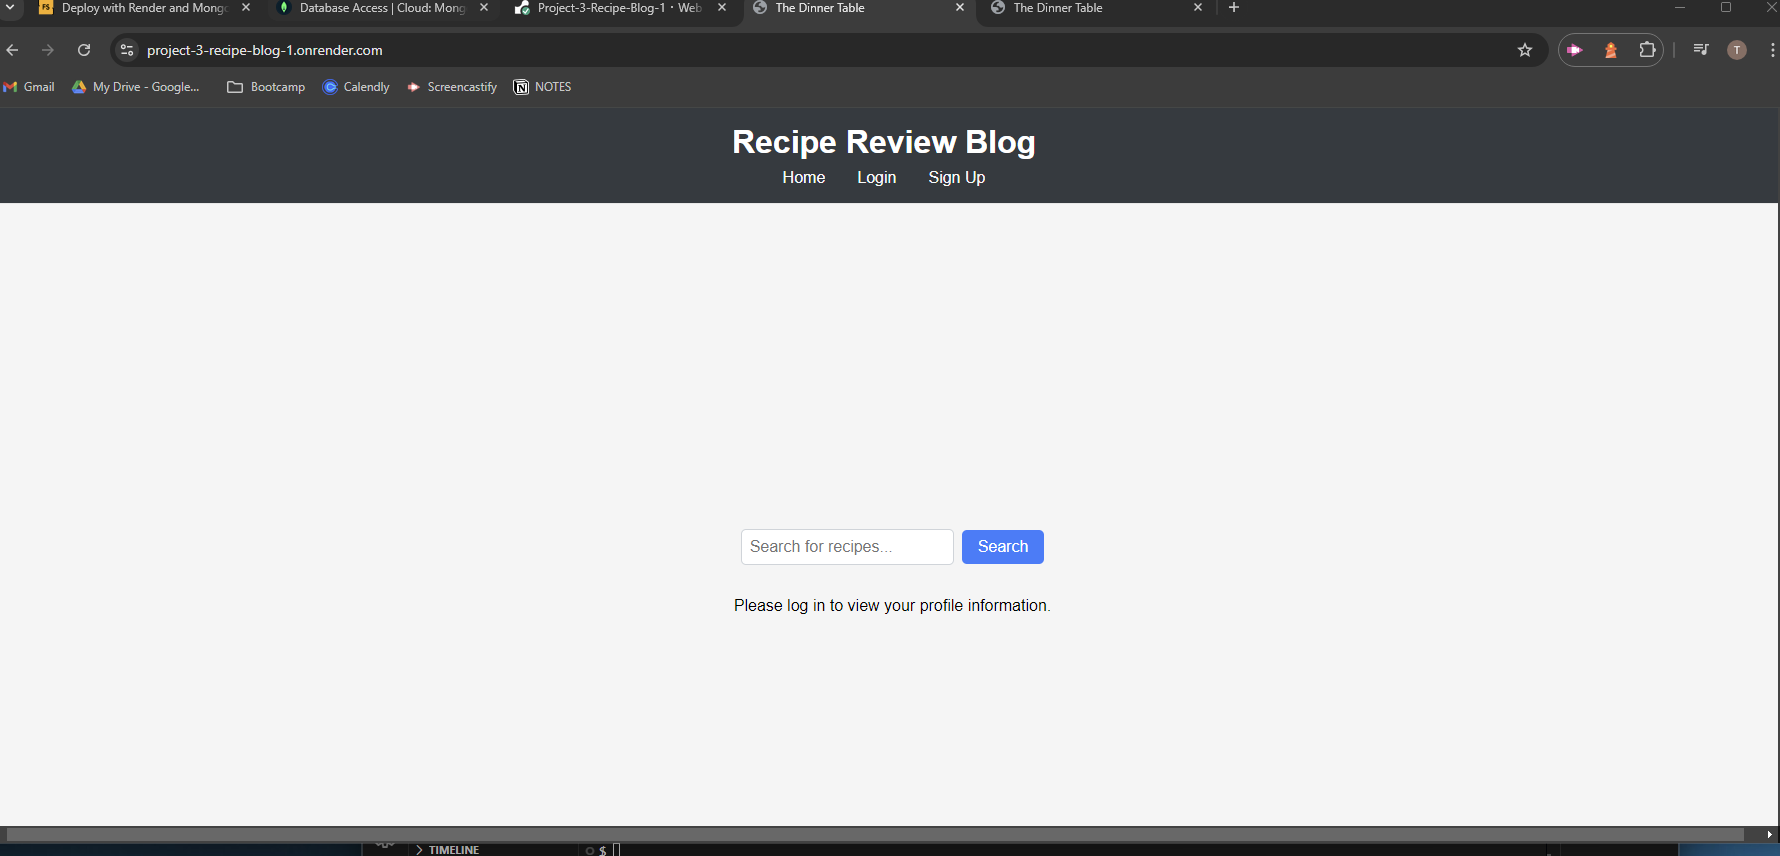 Deploy with Render and Mong
Database Access | Cloud: Mong
Project-3-Recipe-Blog-1 · Web
The Dinner Table
The Dinner Table
project-3-recipe-blog-1.onrender.com
T
Gmail
My Drive - Google...
Bootcamp
Calendly
Screencastify
NOTES
Recipe Review Blog
Home Login Sign Up
Search for recipes...
Search
Please log in to view your profile information.
TIMELINE
$